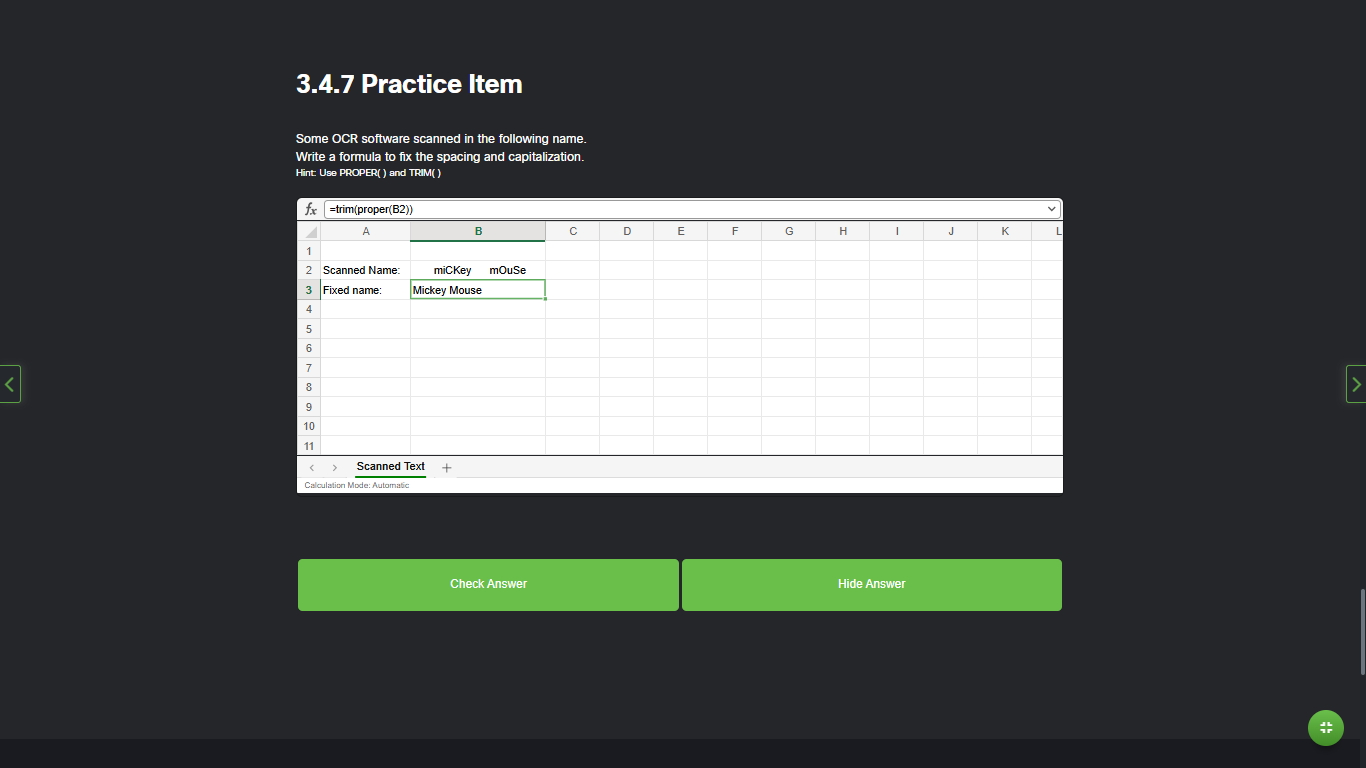 3.4.7 Practice Item
Some OCR software scanned in the following name.
Write a formula to fix the spacing and capitalization.
Hint: Use PROPER( ) and TRIM( )
fx =trim(proper(B2))
A B C D E F G H I J K L
1
2 Scanned Name: miCKey mOuSe
3 Fixed name: Mickey Mouse
4
5
6
7
8
9
10
11
Scanned Text
Calculation Mode: Automatic
Check Answer Hide Answer